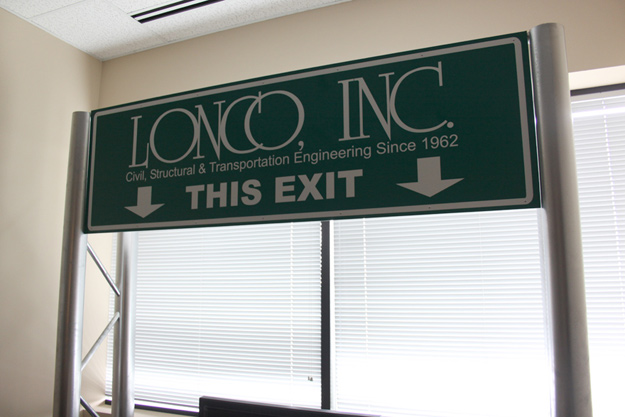 LONCO, INC.
Civil, Structural & Transportation Engineering Since 1962
THIS EXIT